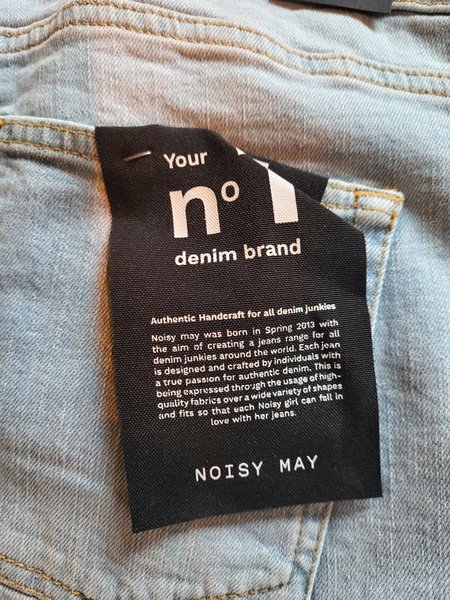 Your
nº 1
denim brand
Authentic Handcraft for all denim junkies
Noisy may was born in Spring 2013 with
the aim of creating a jeans range for all
denim junkies around the world. Each jean
is designed and crafted by individuals with
a true passion for authentic denim. This is
being expressed through the usage of high-
quality fabrics over a wide variety of shapes
and fits so that each Noisy girl can fall in
love with her jeans.
NOISY MAY